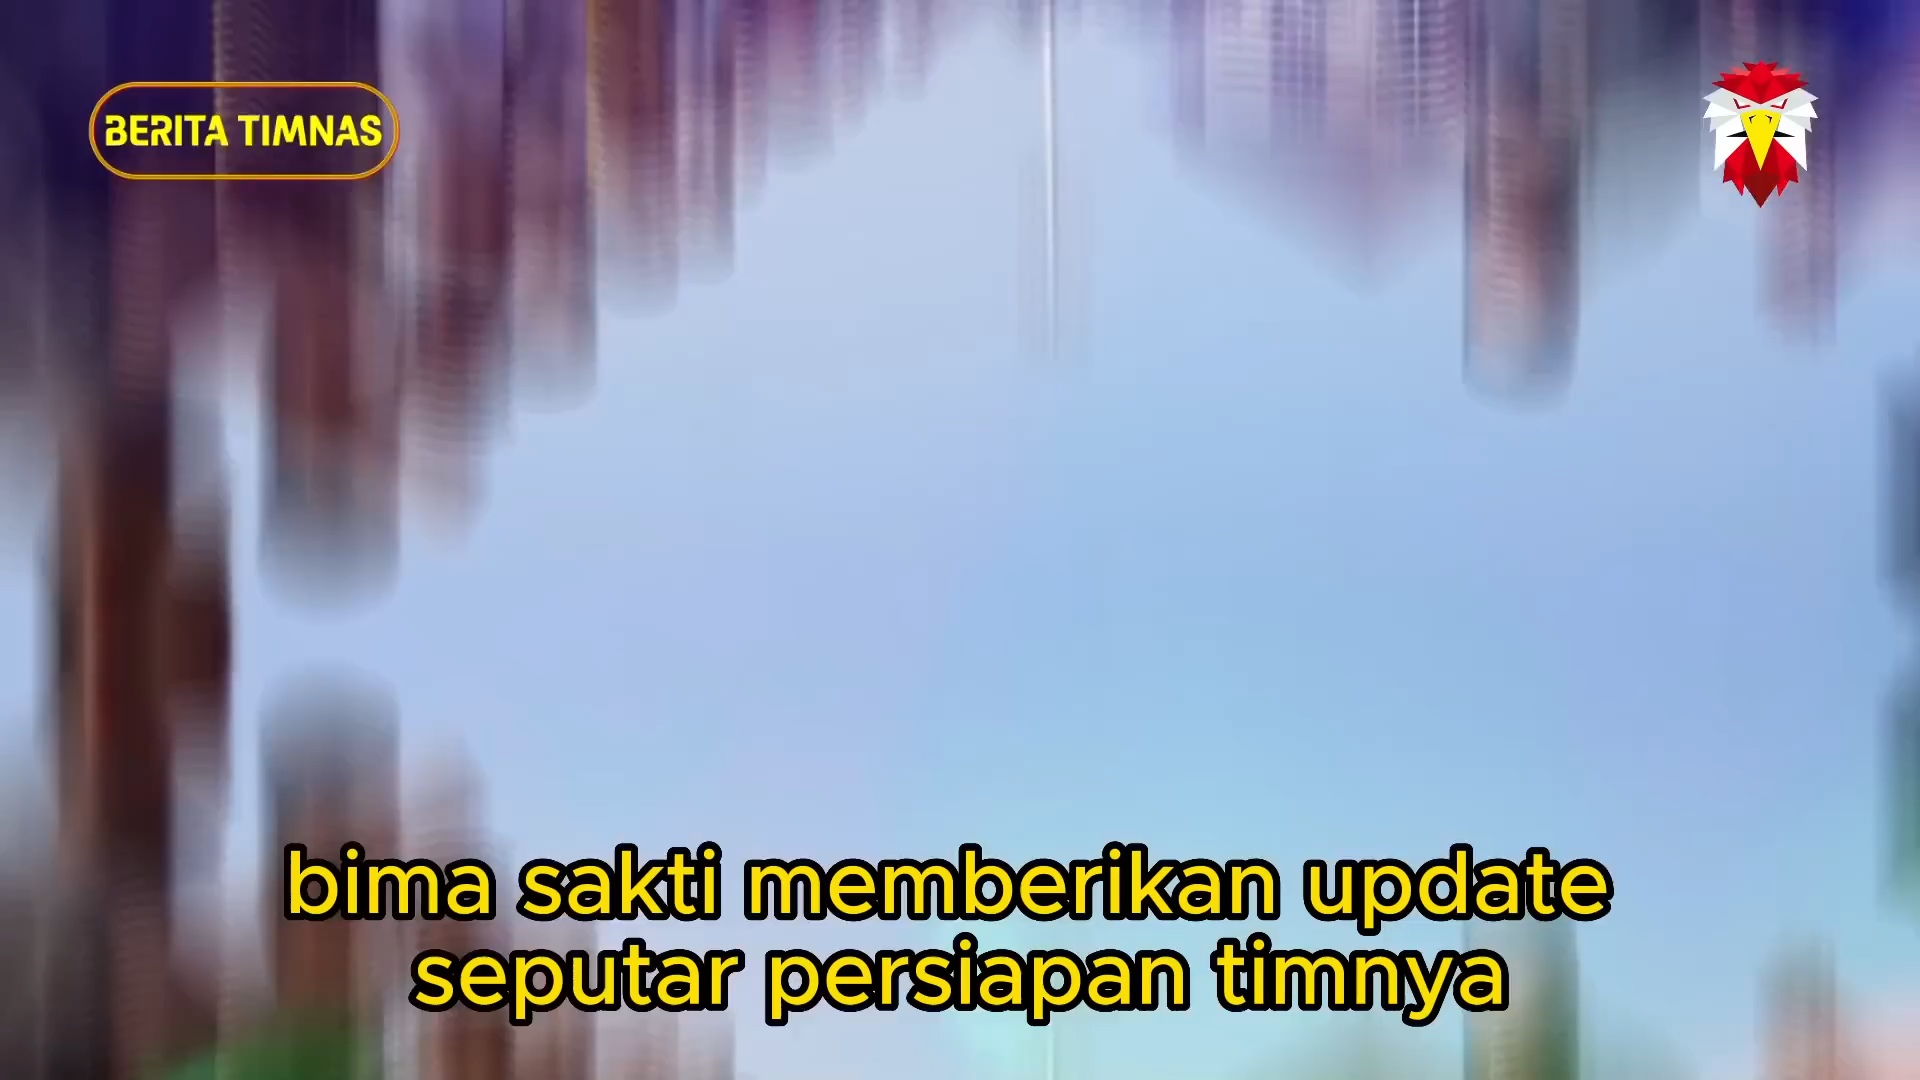 BERITA TIMNAS
bima sakti memberikan update
seputar persiapan timnya